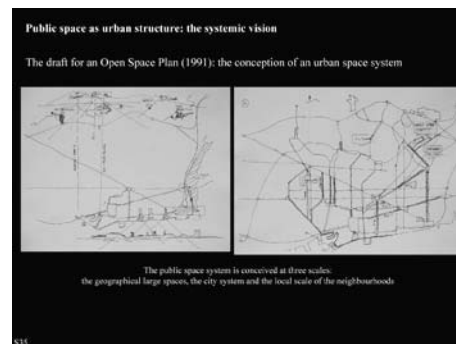 Public space as urban structure: the systemic vision
The draft for an Open Space Plan (1991): the conception of an urban space system
The public space system is conceived at three scales:
the geographical large spaces, the city system and the local scale of the neighbourhoods
S35